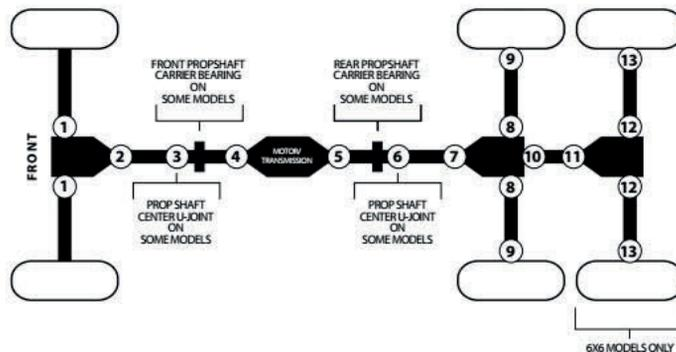 FRONT PROPSHAFT
CARRIER BEARING
ON
SOME MODELS
REAR PROPSHAFT
CARRIER BEARING
ON
SOME MODELS
9
13
1
8
12
FRONT
2
3
4
MOTOR/
TRANSMISSION
5
6
7
10
11
1
8
12
PROP SHAFT
CENTER U-JOINT
ON
SOME MODELS
PROP SHAFT
CENTER U-JOINT
ON
SOME MODELS
9
13
6X6 MODELS ONLY